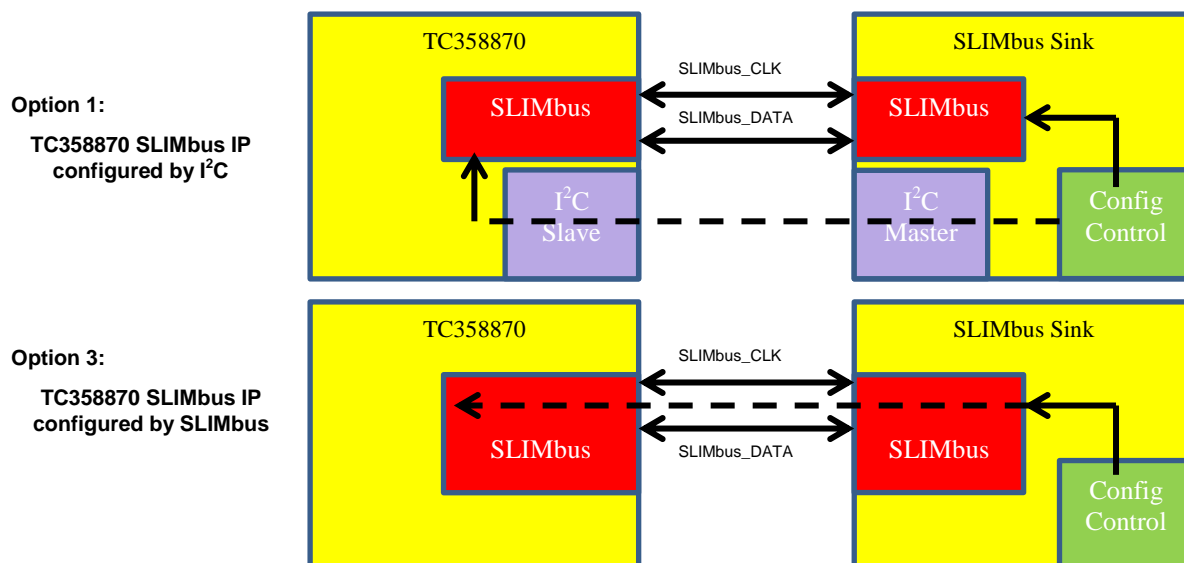 TC358870
SLIMbus Sink
SLIMbus_CLK
Option 1:
SLIMbus
SLIMbus
SLIMbus_DATA
TC358870 SLIMbus IP
configured by I²C
I²C
Slave
I²C
Master
Config
Control
TC358870
SLIMbus Sink
Option 3:
SLIMbus_CLK
TC358870 SLIMbus IP
configured by SLIMbus
SLIMbus
SLIMbus
SLIMbus_DATA
Config
Control